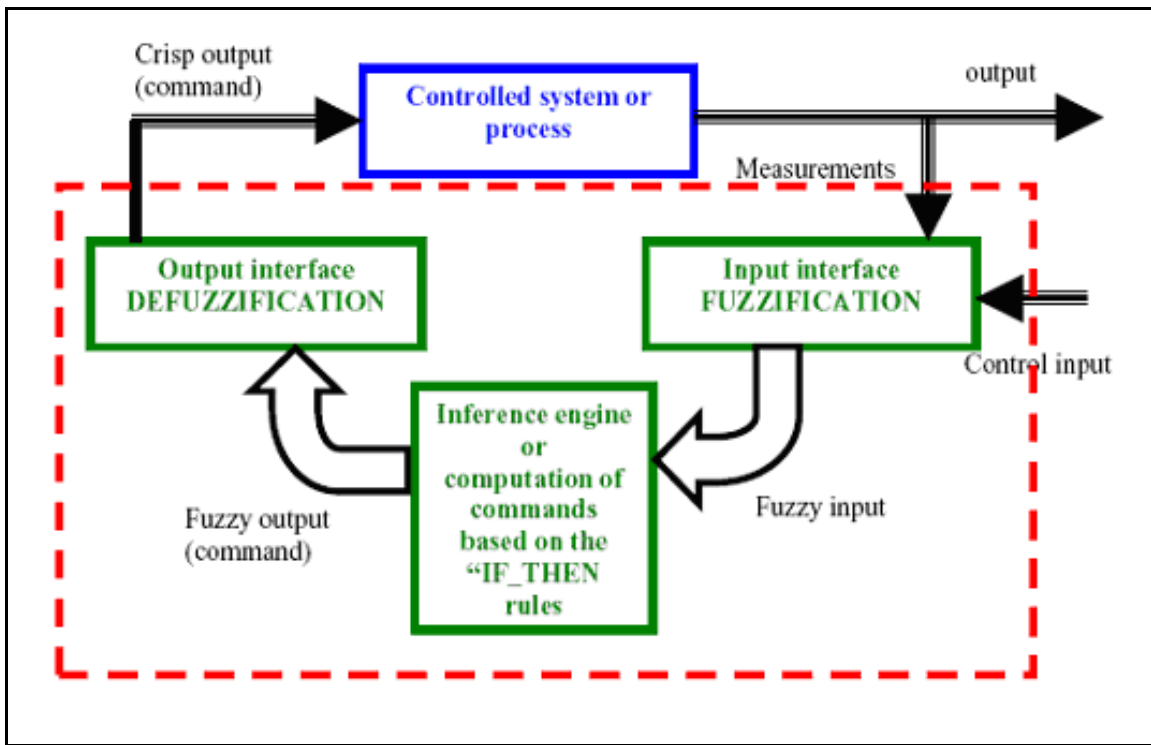 Crisp output
(command)
Controlled system or
process
output
Measurements
Output interface
DEFUZZIFICATION
Input interface
FUZZIFICATION
Control input
Inference engine
or
computation of
commands
based on the
“IF_THEN
rules
Fuzzy input
Fuzzy output
(command)